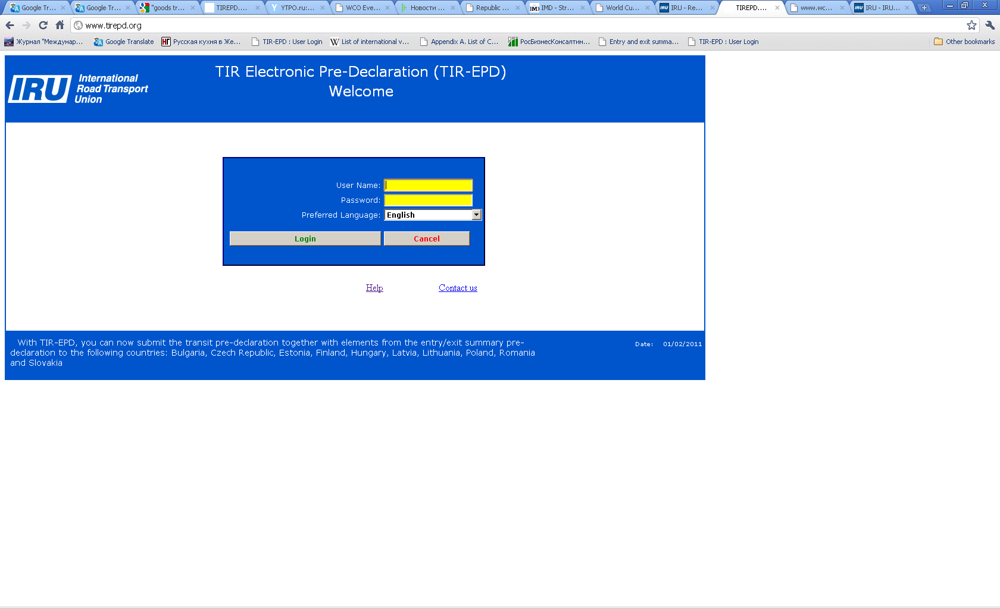 Google Tr...
Google Tra...
"goods tr...
TIREPD....
YTPO.ru:...
WCO Eve...
Новости ...
Republic ...
IMD - Str...
World Cu...
IRU - Re...
TIREPD....
www.wc...
IRU - IRU...
www.tirepd.org
Журнал "Междунар...
Google Translate
Русская кухня в Же...
TIR-EPD : User Login
List of international v...
Appendix A. List of C...
РосБизнесКонсалтин...
Entry and exit summa...
TIR-EPD : User Login
Other bookmarks
IRU
International
Road Transport
Union
TIR Electronic Pre-Declaration (TIR-EPD)
Welcome
User Name:
Password:
Preferred Language: English
Login Cancel
Help Contact us
With TIR-EPD, you can now submit the transit pre-declaration together with elements from the entry/exit summary pre-
declaration to the following countries: Bulgaria, Czech Republic, Estonia, Finland, Hungary, Latvia, Lithuania, Poland, Romania
and Slovakia
Date: 01/02/2011